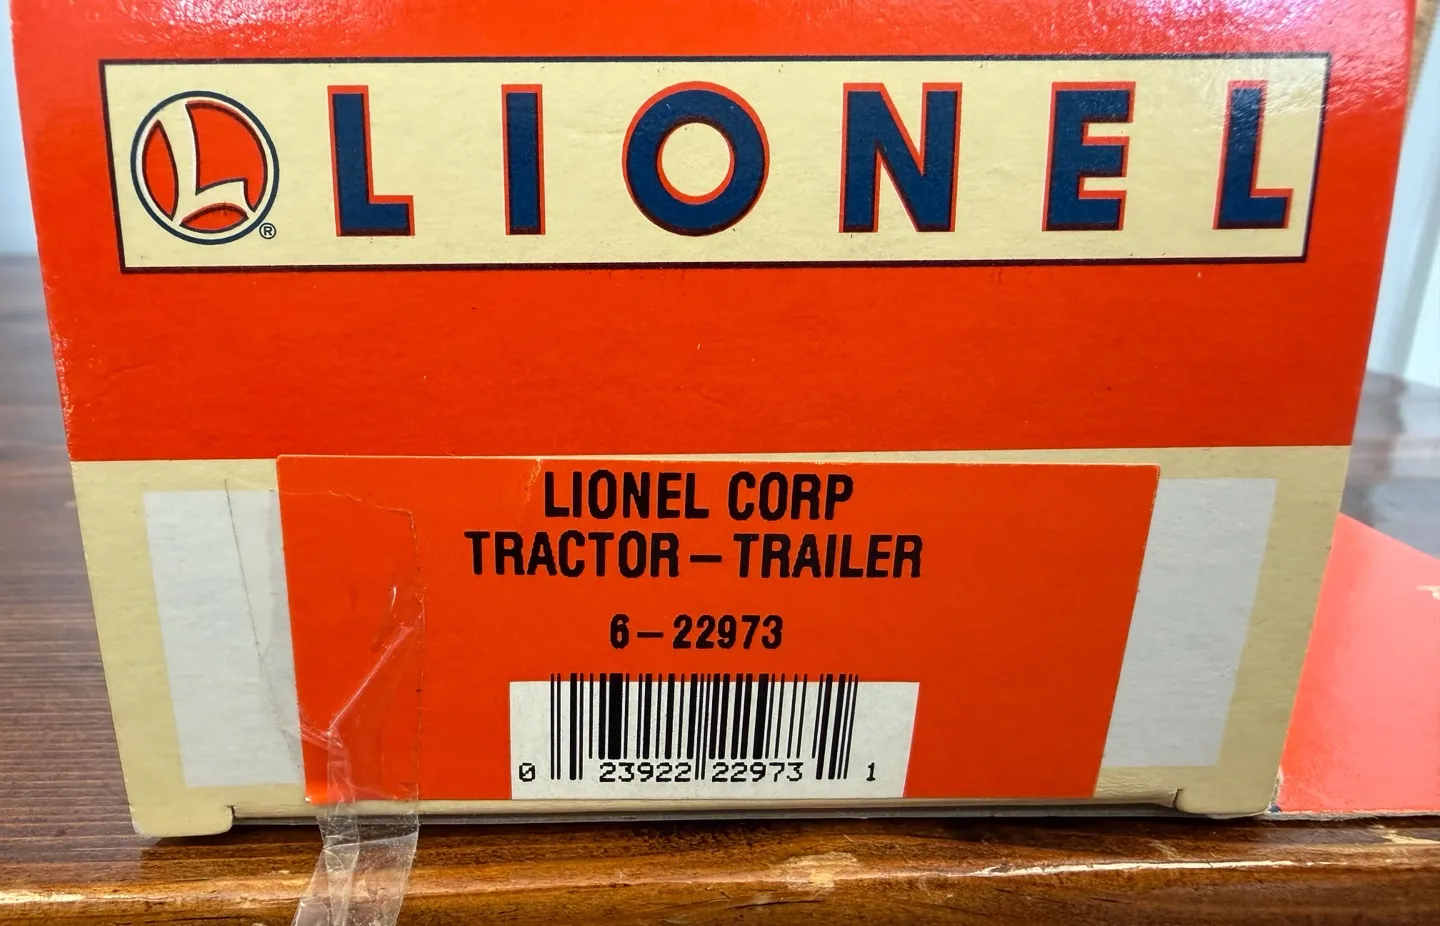 L ®
LIONEL
LIONEL CORP
TRACTOR – TRAILER
6 – 22973
0 23922 22973 1